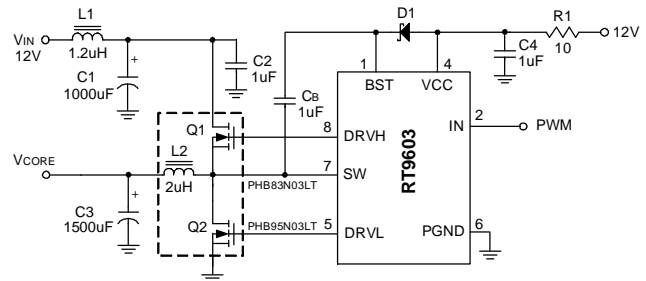 L1
D1
R1
VIN
12V
1.2uH
C1
1000uF
C2
1uF
C4
1uF
10
12V
CB
1uF
1
4
BST
VCC
2
IN
PWM
Q1
8
DRVH
RT9603
VCORE
L2
2uH
7
SW
PHB83N03LT
C3
1500uF
Q2
PHB95N03LT
5
DRVL
PGND
6